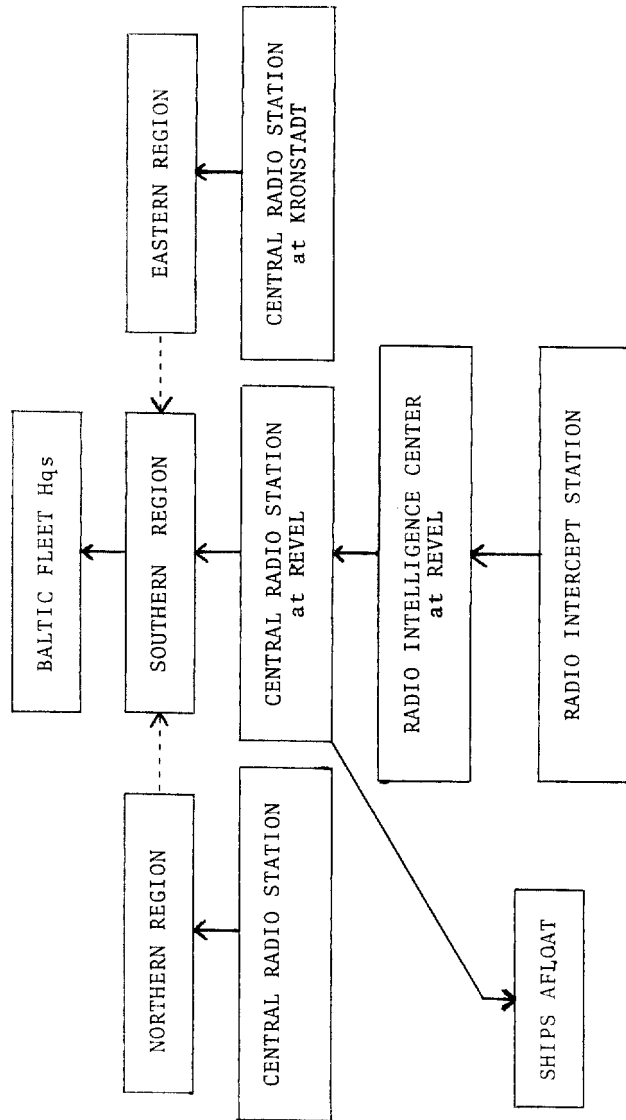 BALTIC FLEET Hqs
NORTHERN REGION
SOUTHERN REGION
EASTERN REGION
CENTRAL RADIO STATION
CENTRAL RADIO STATION
at REVEL
CENTRAL RADIO STATION
at KRONSTADT
RADIO INTELLIGENCE CENTER
at REVEL
SHIPS AFLOAT
RADIO INTERCEPT STATION